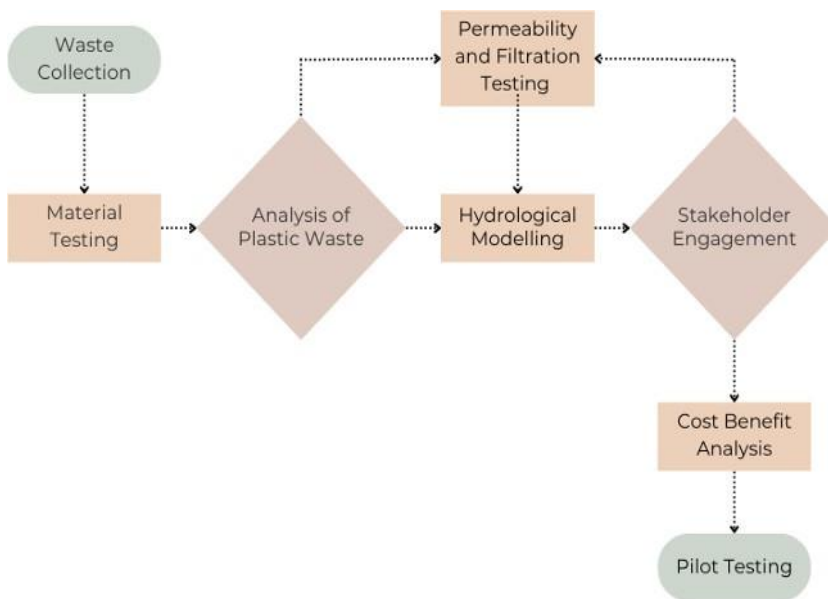 Waste
Collection
Permeability
and Filtration
Testing
Material
Testing
Analysis of
Plastic Waste
Hydrological
Modelling
Stakeholder
Engagement
Cost Benefit
Analysis
Pilot Testing